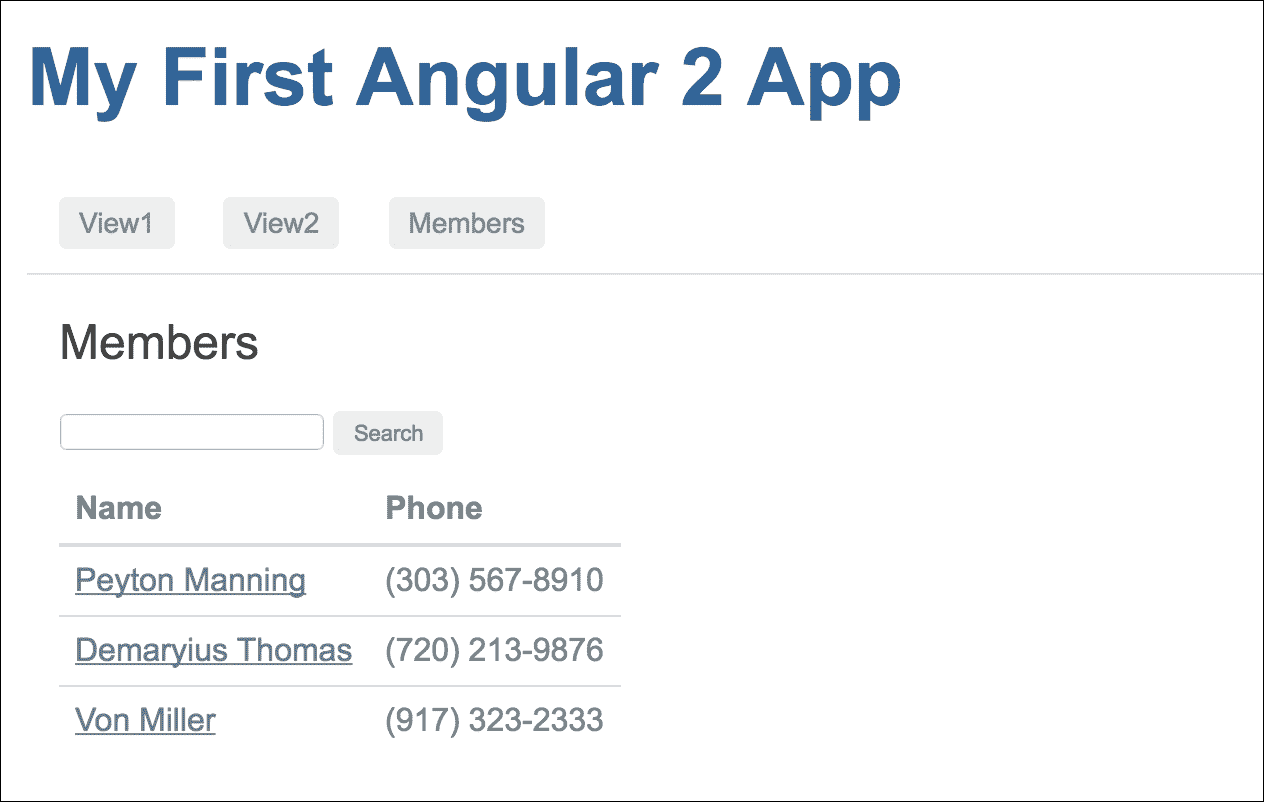 My First Angular 2 App
View1 View2 Members
Members
Search
Name Phone
Peyton Manning (303) 567-8910
Demaryius Thomas (720) 213-9876
Von Miller (917) 323-2333